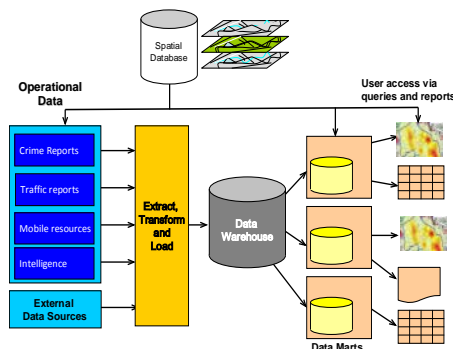 Spatial
Database
Operational
Data
User access via
queries and reports
Crime Reports
Traffic reports
Mobile resources
Intelligence
External
Data Sources
Extract,
Transform
and
Load
Data
Warehouse
Data Marts